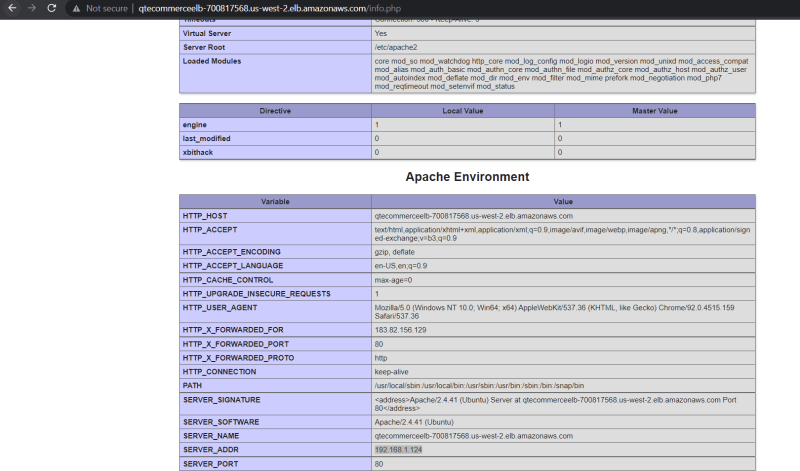 Not secure | qtecommerceelb-700817568.us-west-2.elb.amazonaws.com/info.php
Timeouts Connection: 300 - Keep-Alive: 5
Virtual Server Yes
Server Root /etc/apache2
Loaded Modules core mod_so mod_watchdog http_core mod_log_config mod_logio mod_version mod_unixd mod_access_compat
mod_alias mod_auth_basic mod_authn_core mod_authn_file mod_authz_core mod_authz_host mod_authz_user
mod_autoindex mod_deflate mod_dir mod_env mod_filter mod_mime prefork mod_negotiation mod_php7
mod_reqtimeout mod_setenvif mod_status
Directive Local Value Master Value
engine 1 1
last_modified 0 0
xbithack 0 0
Apache Environment
Variable Value
HTTP_HOST qtecommerceelb-700817568.us-west-2.elb.amazonaws.com
HTTP_ACCEPT text/html,application/xhtml+xml,application/xml;q=0.9,image/avif,image/webp,image/apng,*/*;q=0.8,application/sign
ed-exchange;v=b3;q=0.9
HTTP_ACCEPT_ENCODING gzip, deflate
HTTP_ACCEPT_LANGUAGE en-US,en;q=0.9
HTTP_CACHE_CONTROL max-age=0
HTTP_UPGRADE_INSECURE_REQUESTS 1
HTTP_USER_AGENT Mozilla/5.0 (Windows NT 10.0; Win64; x64) AppleWebKit/537.36 (KHTML, like Gecko) Chrome/92.0.4515.159
Safari/537.36
HTTP_X_FORWARDED_FOR 183.82.156.129
HTTP_X_FORWARDED_PORT 80
HTTP_X_FORWARDED_PROTO http
HTTP_CONNECTION keep-alive
PATH /usr/local/sbin:/usr/local/bin:/usr/sbin:/usr/bin:/sbin:/bin:/snap/bin
SERVER_SIGNATURE <address>Apache/2.4.41 (Ubuntu) Server at qtecommerceelb-700817568.us-west-2.elb.amazonaws.com Port
80</address>
SERVER_SOFTWARE Apache/2.4.41 (Ubuntu)
SERVER_NAME qtecommerceelb-700817568.us-west-2.elb.amazonaws.com
SERVER_ADDR 192.168.1.124
SERVER_PORT 80